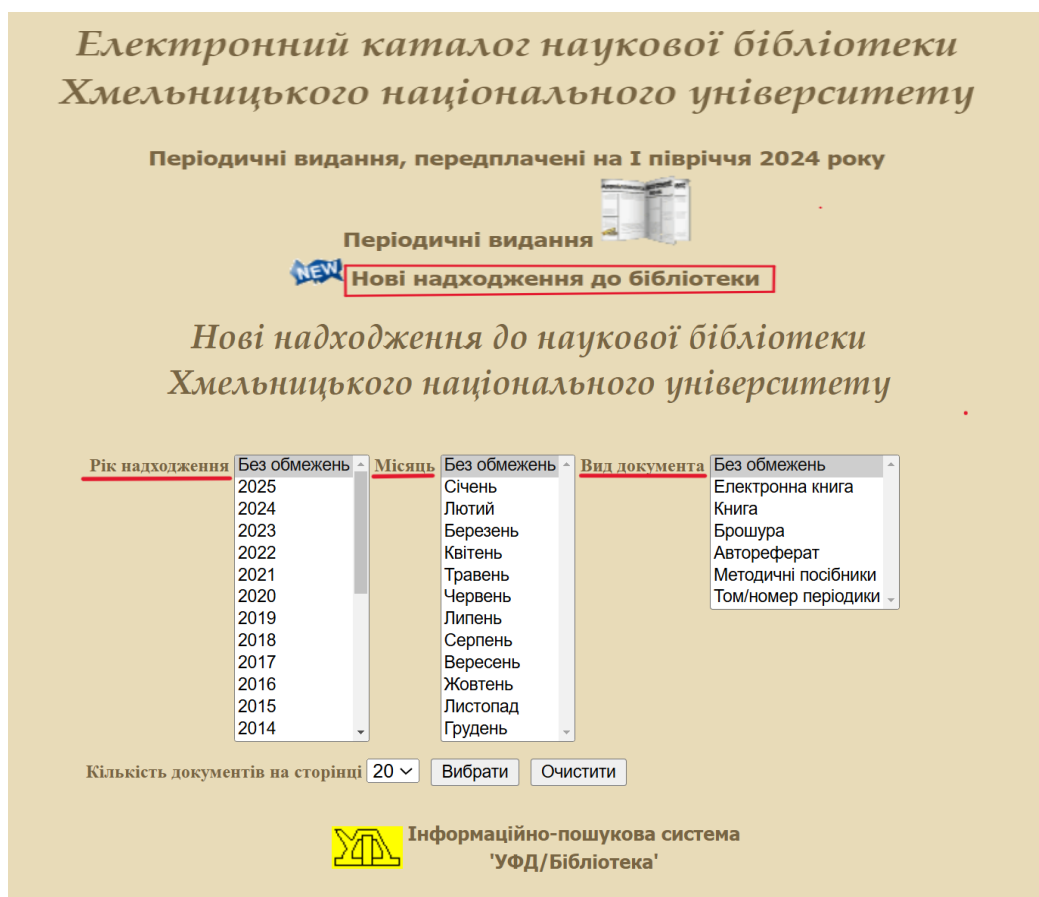 Електронний каталог наукової бібліотеки
Хмельницького національного університету
Періодичні видання, передплачені на І півріччя 2024 року
Періодичні видання
NEW Нові надходження до бібліотеки
Нові надходження до наукової бібліотеки
Хмельницького національного університету
Рік надходження
Без обмежень
2025
2024
2023
2022
2021
2020
2019
2018
2017
2016
2015
2014
Місяць
Без обмежень
Січень
Лютий
Березень
Квітень
Травень
Червень
Липень
Серпень
Вересень
Жовтень
Листопад
Грудень
Вид документа
Без обмежень
Електронна книга
Книга
Брошура
Автореферат
Методичні посібники
Том/номер періодики
Кількість документів на сторінці 20 Вибрати Очистити
УФД
Інформаційно-пошукова система
'УФД/Бібліотека'